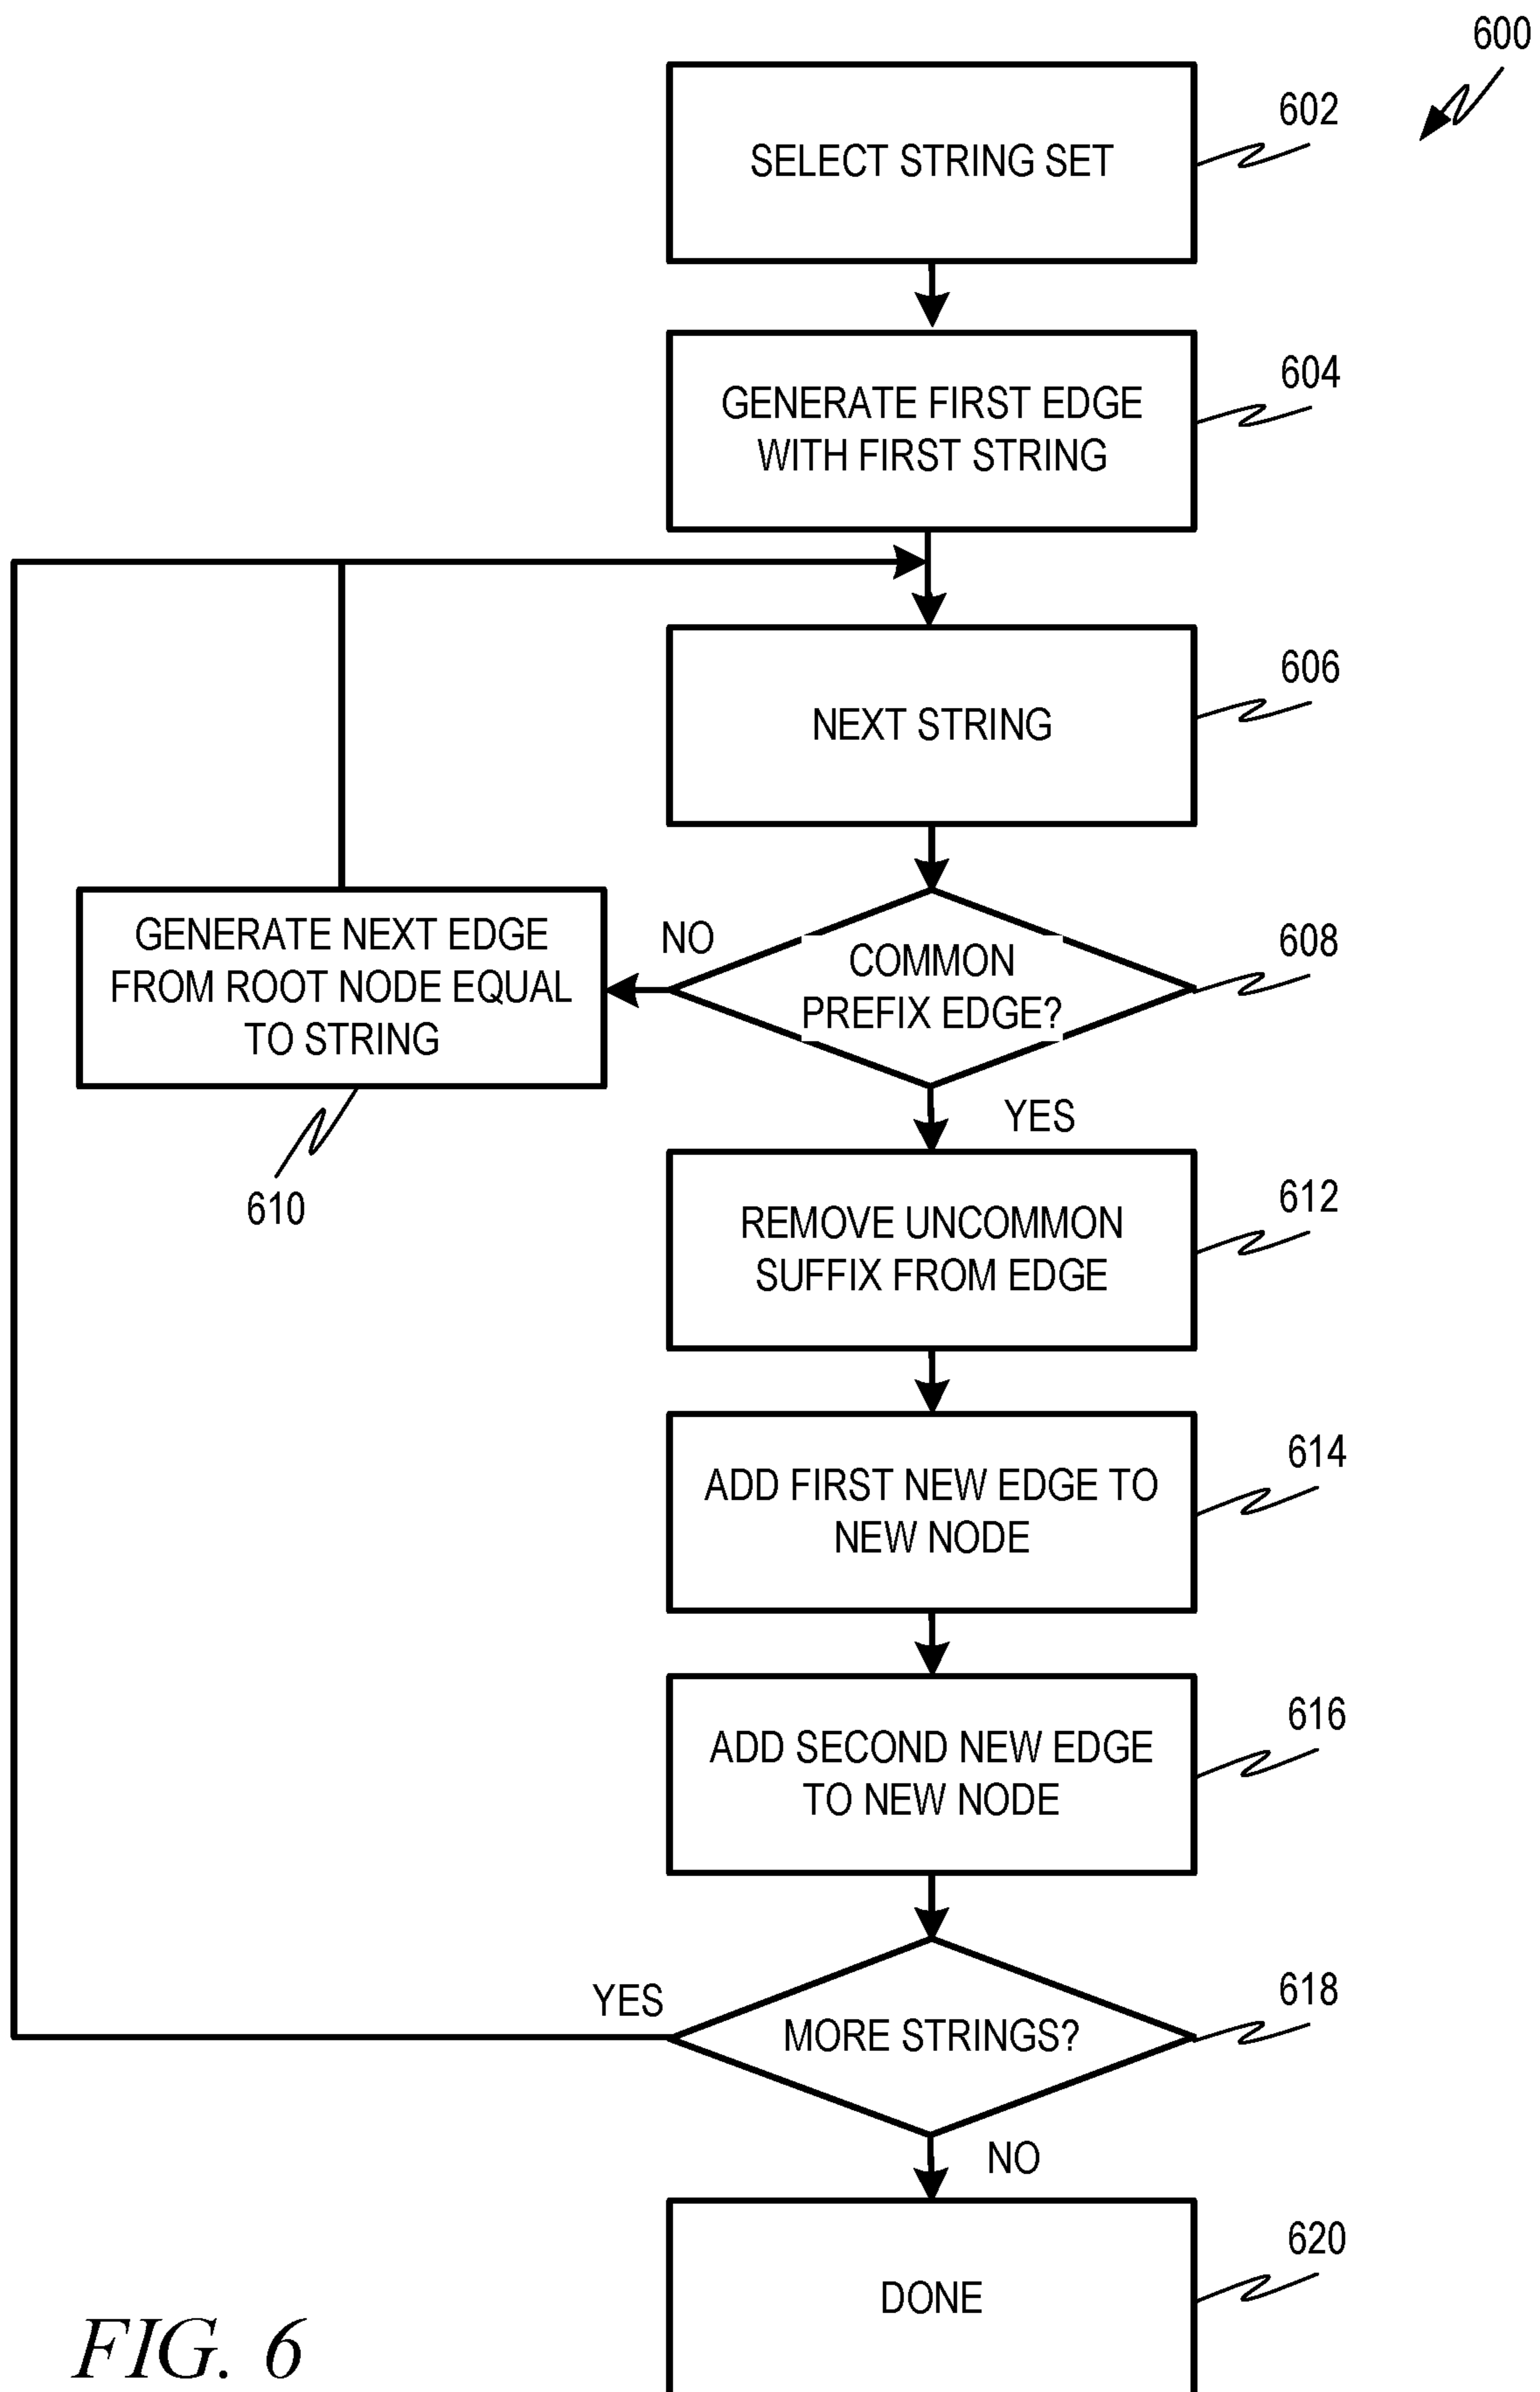 600
SELECT STRING SET
602
GENERATE FIRST EDGE
WITH FIRST STRING
604
NEXT STRING
606
COMMON
PREFIX EDGE?
608
NO
GENERATE NEXT EDGE
FROM ROOT NODE EQUAL
TO STRING
610
YES
REMOVE UNCOMMON
SUFFIX FROM EDGE
612
ADD FIRST NEW EDGE TO
NEW NODE
614
ADD SECOND NEW EDGE
TO NEW NODE
616
YES
MORE STRINGS?
618
NO
DONE
620
FIG. 6